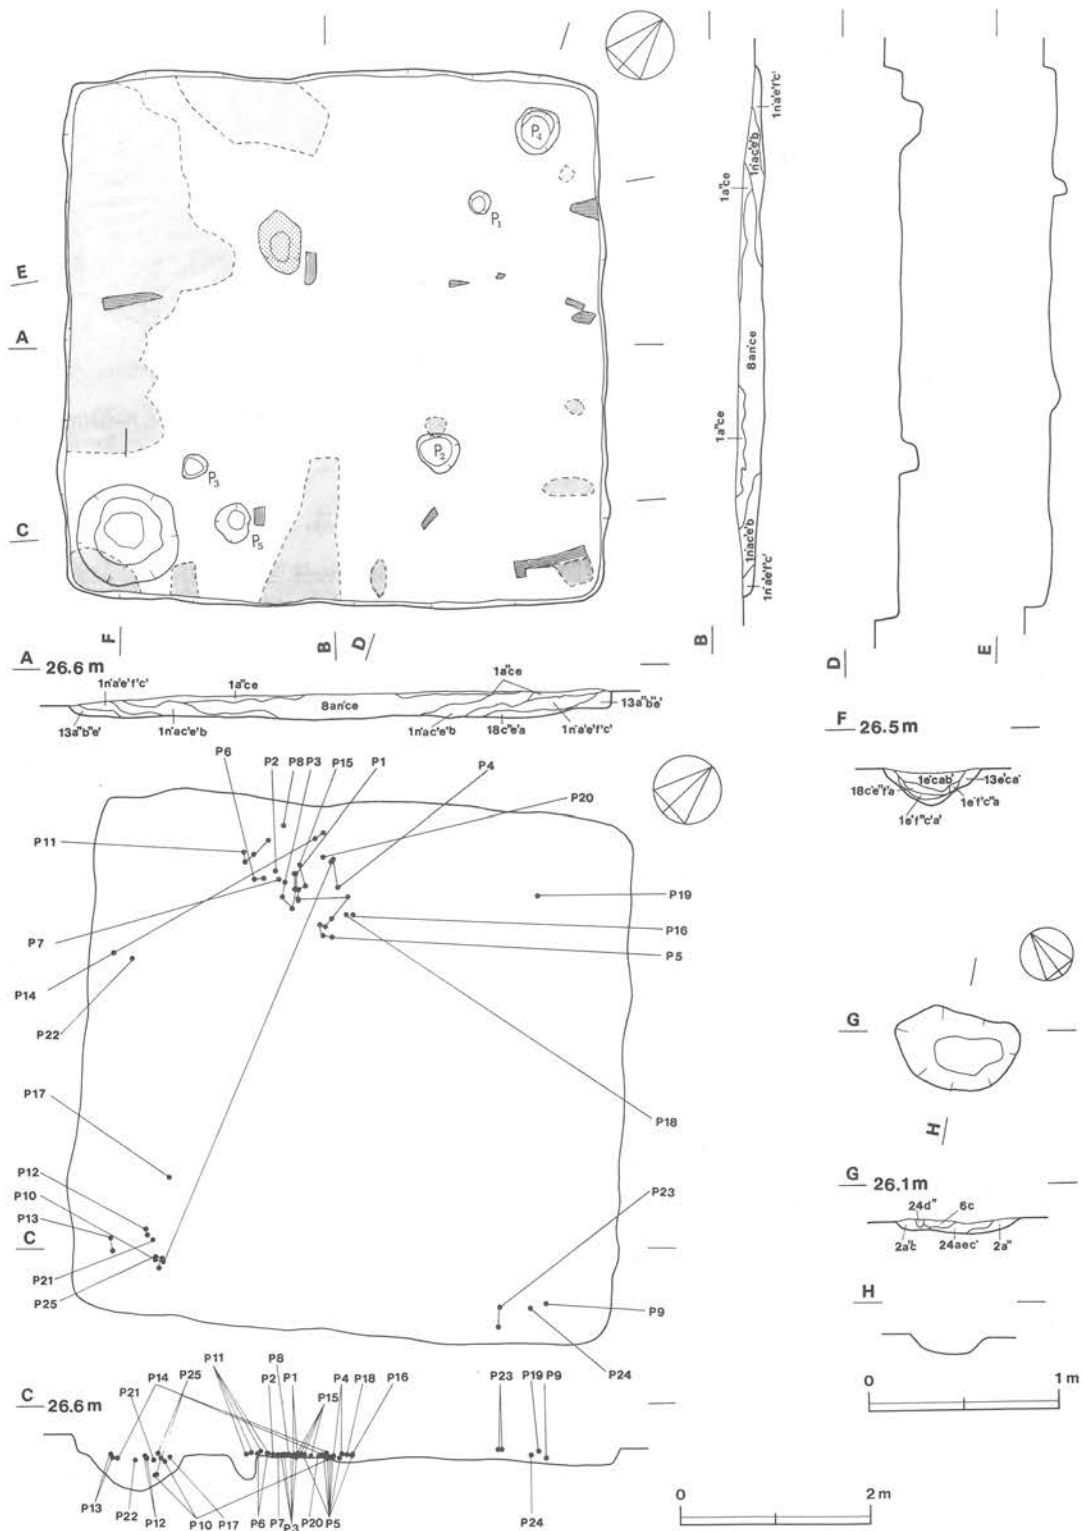 P4
P1
E
A
P2
P3
P5
C
F
B
D
1n'a'e'f'c'
1n'ac'e'b
1a"ce
8an'ce
1a"ce
1n'ac'e'b
1n'a'e'f'c'
B
D
E
A 26.6 m
1n'a'e'f'c'
1a"ce
8an'ce
1a"ce
13a"b"e'
13a"b"e'
1n'ac'e'b
1n'ac'e'b
18c"e'a
1n'a'e'f'c'
F
26.5 m
1e'cab'
13e'ca'
18c'e"f'a
1e'f'c"a
1e'f"c'a'
P6
P2
P8
P3
P15
P1
P4
P20
P11
P19
P7
P16
P5
P14
P22
P17
P18
P12
P10
P13
P23
C
P21
P25
P9
P24
G
H
G 26.1 m
24d"
6c
2a"c
24aec'
2a"
H
0
1 m
P11
P8
P14
P25
P21
P2
P1
P15
P4
P18
P16
P23
P19
P9
C 26.6 m
P13
P22
P12
P10
P17
P6
P7
P3
P20
P5
P24
0
2 m